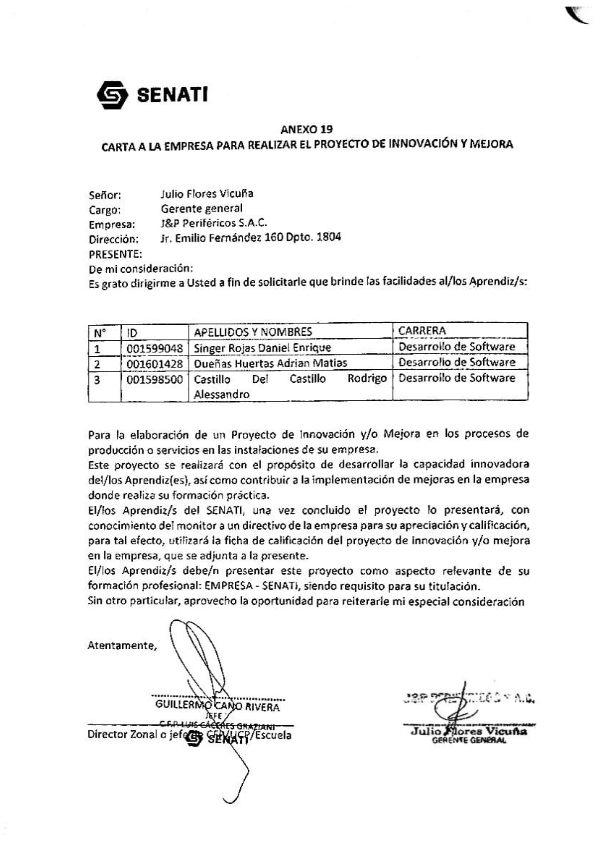 SENATI
ANEXO 19
CARTA A LA EMPRESA PARA REALIZAR EL PROYECTO DE INNOVACIÓN Y MEJORA
Señor: Julio Flores Vicuña
Cargo: Gerente general
Empresa: J&P Periféricos S.A.C.
Dirección: Jr. Emilio Fernández 160 Dpto. 1804
PRESENTE:
De mi consideración:
Es grato dirigirme a Usted a fin de solicitarle que brinde las facilidades al/los Aprendiz/s:
N° ID APELLIDOS Y NOMBRES CARRERA
1 001599048 Singer Rojas Daniel Enrique Desarrollo de Software
2 001601428 Dueñas Huertas Adrian Matias Desarrollo de Software
3 001598500 Castillo Del Castillo Rodrigo Desarrollo de Software
Alessandro
Para la elaboración de un Proyecto de Innovación y/o Mejora en los procesos de
producción o servicios en las instalaciones de su empresa.
Este proyecto se realizará con el propósito de desarrollar la capacidad innovadora
del/los Aprendiz(es), así como contribuir a la implementación de mejoras en la empresa
donde realiza su formación práctica.
El/los Aprendiz/s del SENATI, una vez concluido el proyecto lo presentará, con
conocimiento del monitor a un directivo de la empresa para su apreciación y calificación,
para tal efecto, utilizará la ficha de calificación del proyecto de innovación y/o mejora
en la empresa, que se adjunta a la presente.
El/los Aprendiz/s debe/n presentar este proyecto como aspecto relevante de su
formación profesional: EMPRESA - SENATI, siendo requisito para su titulación.
Sin otro particular, aprovecho la oportunidad para reiterarle mi especial consideración
Atentamente,
GUILLERMO CANO RIVERA
JEFE
C.F.P. LUIS CÁCERES GRAZIANI
Director Zonal o jefe CFP/UCP/Escuela
SENATI
J&P S.A.C.
Julio Flores Vicuña
GERENTE GENERAL